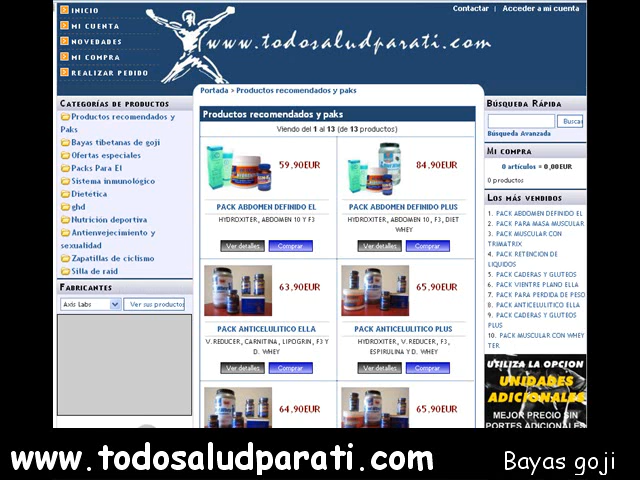 INICIO
MI CUENTA
NOVEDADES
MI COMPRA
REALIZAR PEDIDO
www.todosaludparati.com
Contactar | Acceder a mi cuenta
Portada > Productos recomendados y paks
Categorías de productos
Productos recomendados y
Paks
Bayas tibetanas de goji
Ofertas especiales
Packs Para El
Sistema inmunológico
Dietética
ghd
Nutrición deportiva
Antienvejecimiento y
sexualidad
Zapatillas de ciclismo
Silla de raid
Fabricantes
Axis Labs
Ver sus productos
Productos recomendados y paks
Viendo del 1 al 13 (de 13 productos)
59.90EUR
PACK ABDOMEN DEFINIDO EL
HYDROXITER, ABDOMEN 10 Y F3
Ver detalles Comprar
84.90EUR
PACK ABDOMEN DEFINIDO PLUS
HYDROXITER, ABDOMEN 10, F3, DIET
WHEY
Ver detalles Comprar
63.90EUR
PACK ANTICELULITICO ELLA
V.REDUCER, CARNITINA, LIPOGRIN, F3 Y
D. WHEY
Ver detalles Comprar
65.90EUR
PACK ANTICELULITICO PLUS
HYDROXITER, V.REDUCER, F3,
ESPIRULINA Y D. WHEY
Ver detalles Comprar
64.90EUR
65.90EUR
Búsqueda Rápida
Buscar
Búsqueda Avanzada
Mi compra
0 artículos = 0,00EUR
0 productos
Los más vendidos
1. PACK ABDOMEN DEFINIDO EL
2. PACK PARA MASA MUSCULAR
3. PACK MUSCULAR CON
TRIMATRIX
4. PACK RETENCION DE
LIQUIDOS
5. PACK CADERAS Y GLUTEOS
6. PACK VIENTRE PLANO ELLA
7. PACK PARA PERDIDA DE PESO
8. PACK ANTICELULITICO ELLA
9. PACK CADERAS Y GLUTEOS
PLUS
10. PACK MUSCULAR CON WHEY
TER.
UTILIZA LA OPCION
UNIDADES
ADICIONALES
MEJOR PRECIO SIN
PORTES ADICIONALES
www.todosaludparati.com
Bayas goji